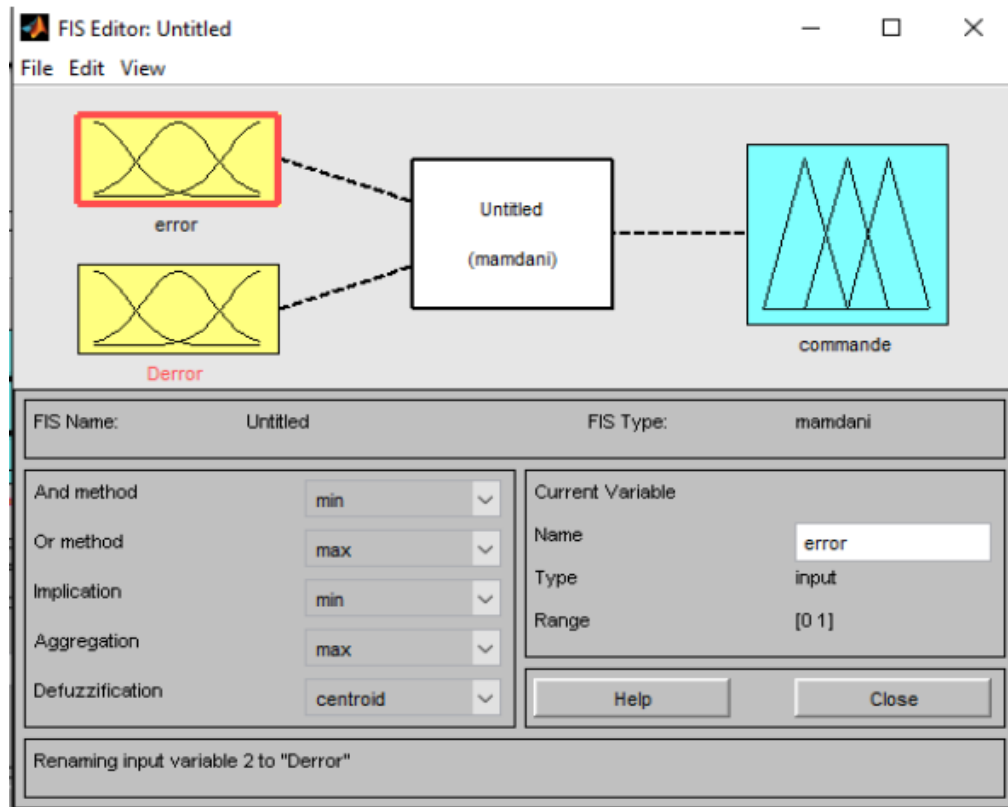 FIS Editor: Untitled
File Edit View
error
Derror
Untitled
(mamdani)
commande
FIS Name: Untitled FIS Type: mamdani
And method min
Or method max
Implication min
Aggregation max
Defuzzification centroid
Current Variable
Name error
Type input
Range [0 1]
Help Close
Renaming input variable 2 to "Derror"